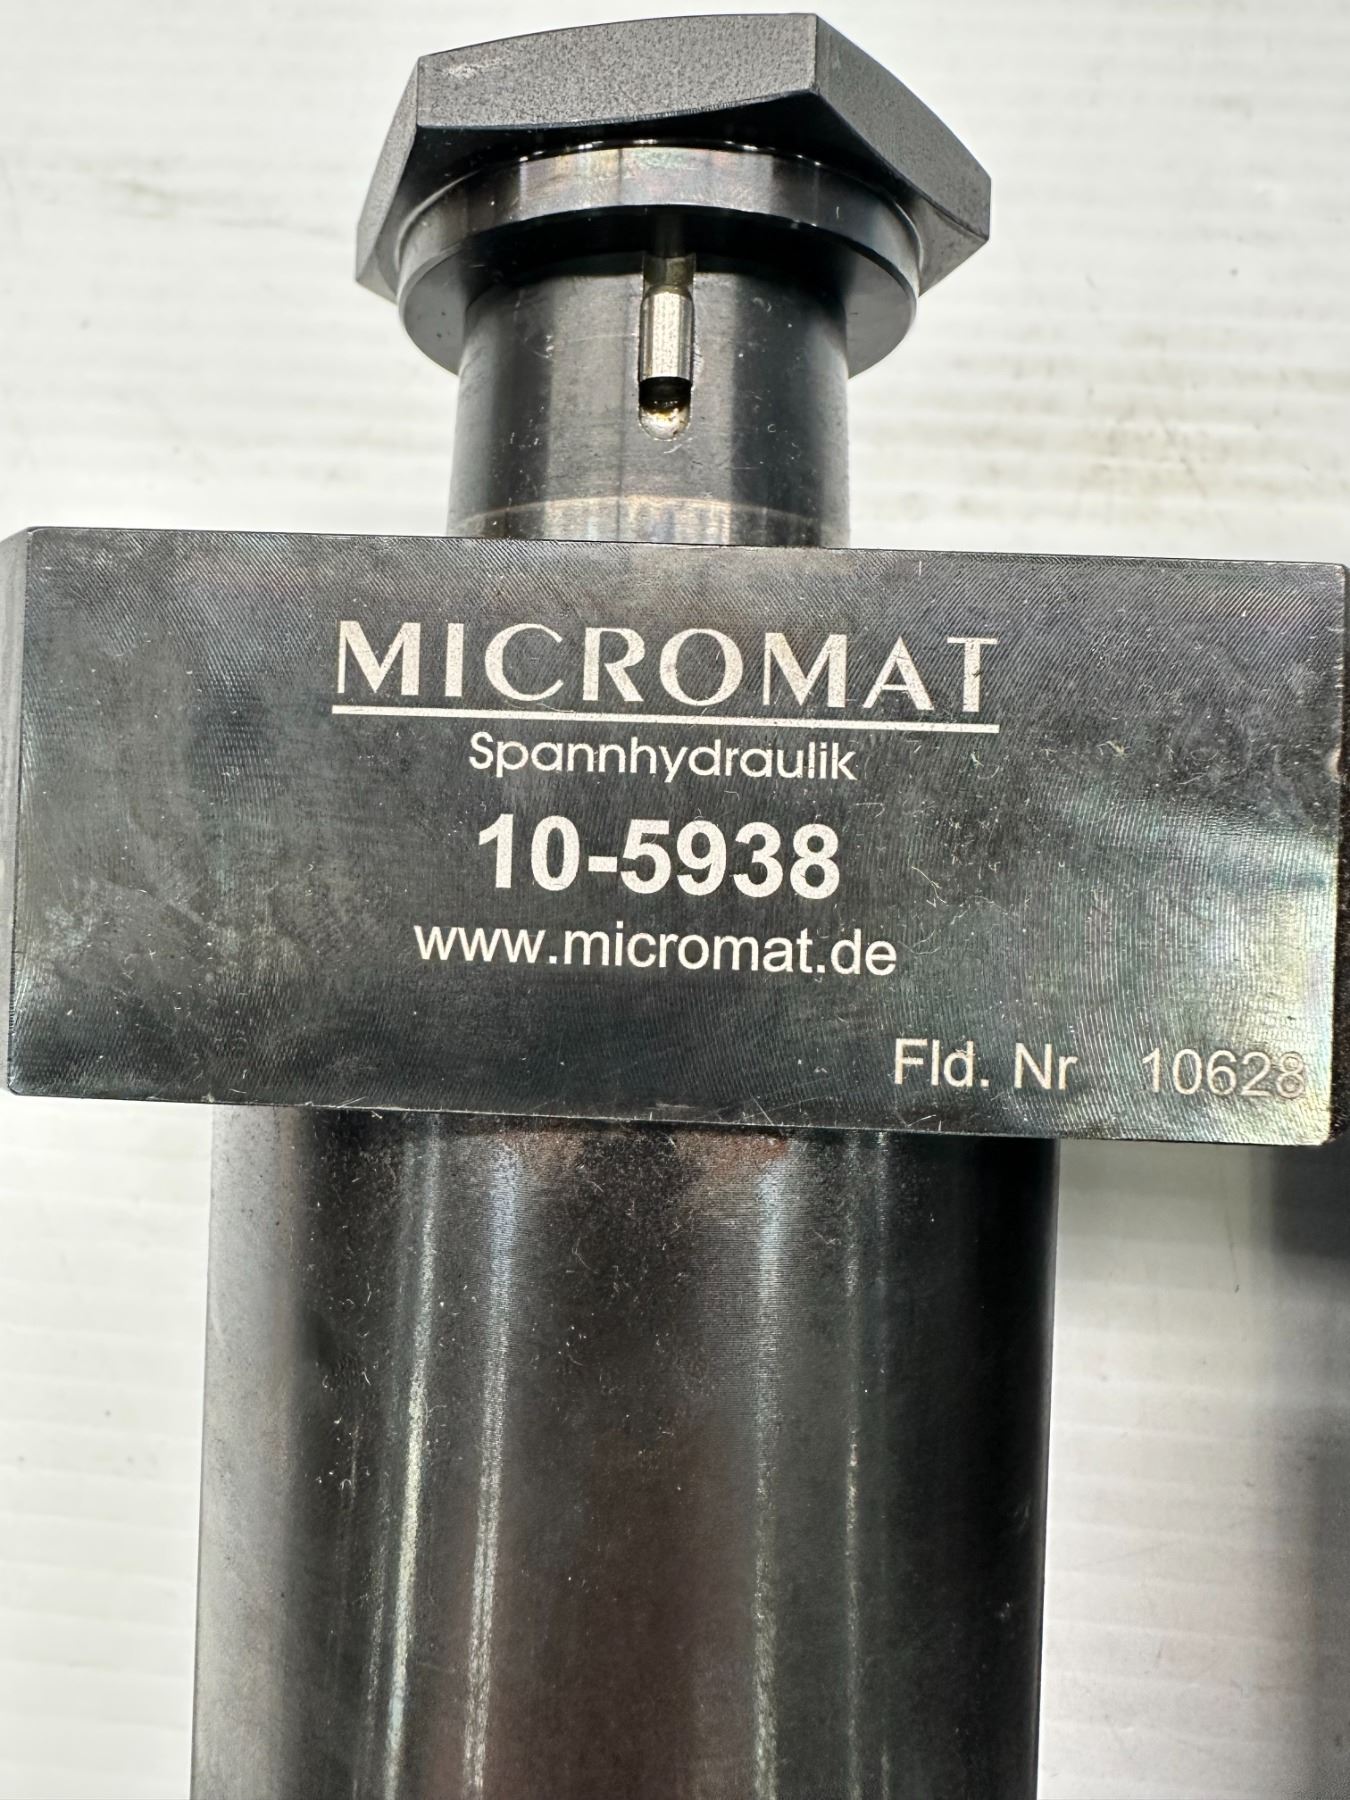 MICROMAT
Spannhydraulik
10-5938
www.micromat.de
Fld. Nr 10628